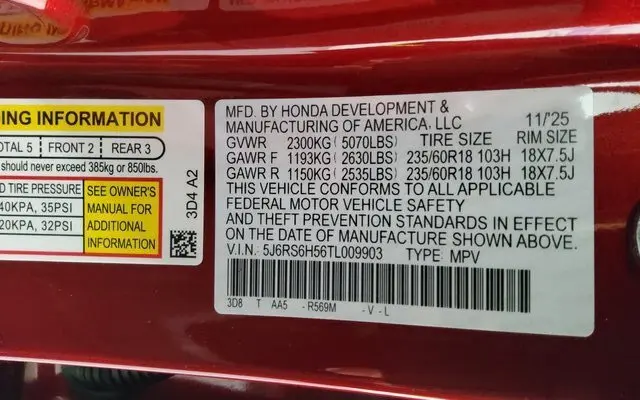 ING INFORMATION
OTAL 5 FRONT 2 REAR 3
should never exceed 385kg or 850lbs.
D TIRE PRESSURE
40KPA, 35PSI
20KPA, 32PSI
SEE OWNER'S
MANUAL FOR
ADDITIONAL
INFORMATION
3D4 A2
MFD. BY HONDA DEVELOPMENT & 11/'25
MANUFACTURING OF AMERICA, LLC
GVWR 2300KG (5070LBS) TIRE SIZE RIM SIZE
GAWR F 1193KG (2630LBS) 235/60R18 103H 18X7.5J
GAWR R 1150KG (2535LBS) 235/60R18 103H 18X7.5J
THIS VEHICLE CONFORMS TO ALL APPLICABLE
FEDERAL MOTOR VEHICLE SAFETY
AND THEFT PREVENTION STANDARDS IN EFFECT
ON THE DATE OF MANUFACTURE SHOWN ABOVE.
V.I.N. 5J6RS6H56TL009903 TYPE: MPV
3D8 T AA5 - R569M - V - L